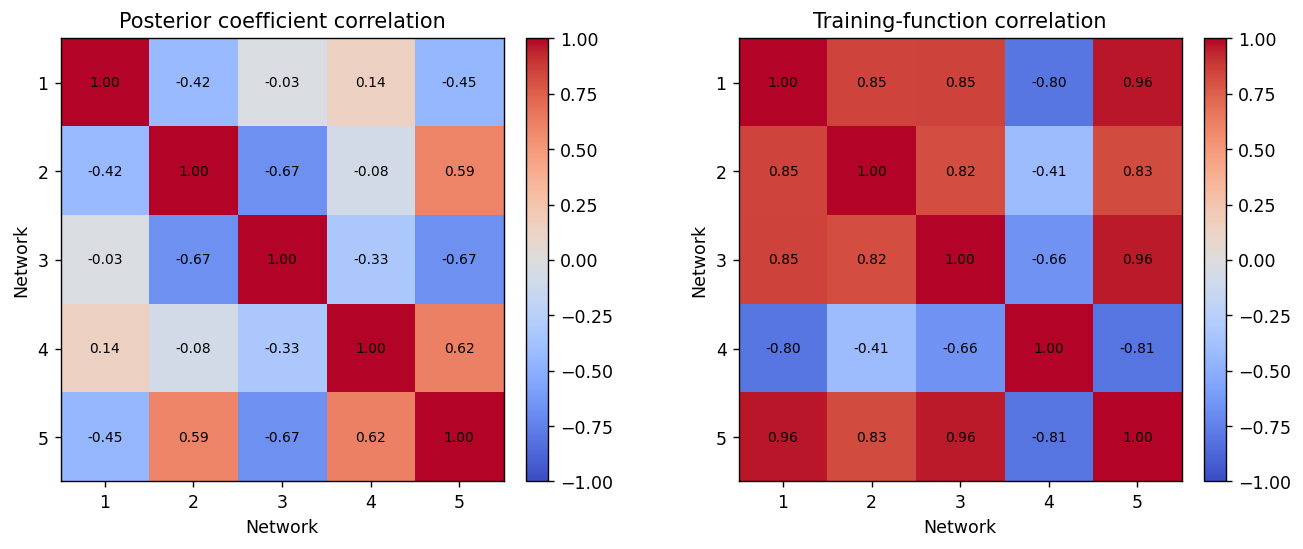 Posterior coefficient correlation
Network
1 1.00 -0.42 -0.03 0.14 -0.45
2 -0.42 1.00 -0.67 -0.08 0.59
3 -0.03 -0.67 1.00 -0.33 -0.67
4 0.14 -0.08 -0.33 1.00 0.62
5 -0.45 0.59 -0.67 0.62 1.00
1 2 3 4 5
Network
1.00
0.75
0.50
0.25
0.00
−0.25
−0.50
−0.75
−1.00
Training-function correlation
Network
1 1.00 0.85 0.85 -0.80 0.96
2 0.85 1.00 0.82 -0.41 0.83
3 0.85 0.82 1.00 -0.66 0.96
4 -0.80 -0.41 -0.66 1.00 -0.81
5 0.96 0.83 0.96 -0.81 1.00
1 2 3 4 5
Network
1.00
0.75
0.50
0.25
0.00
−0.25
−0.50
−0.75
−1.00